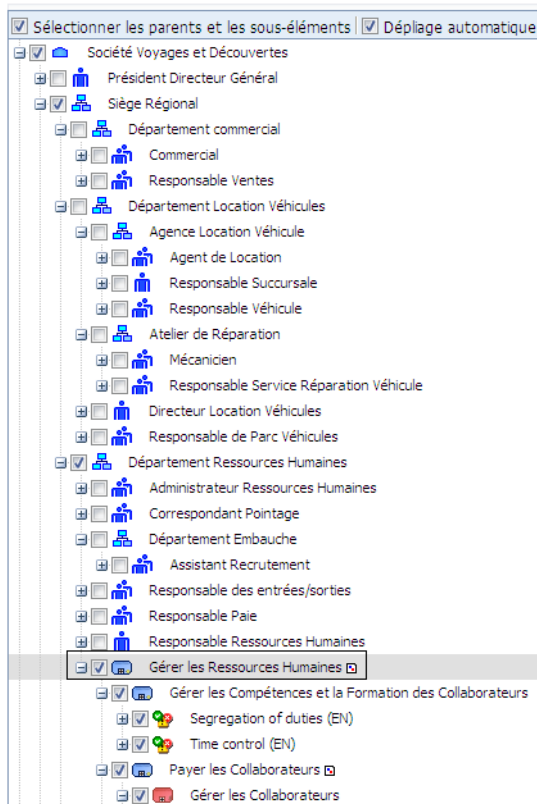 Sélectionner les parents et les sous-éléments Dépliage automatique
Société Voyages et Découvertes
Président Directeur Général
Siège Régional
Département commercial
Commercial
Responsable Ventes
Département Location Véhicules
Agence Location Véhicule
Agent de Location
Responsable Succursale
Responsable Véhicule
Atelier de Réparation
Mécanicien
Responsable Service Réparation Véhicule
Directeur Location Véhicules
Responsable de Parc Véhicules
Département Ressources Humaines
Administrateur Ressources Humaines
Correspondant Pointage
Département Embauche
Assistant Recrutement
Responsable des entrées/sorties
Responsable Paie
Responsable Ressources Humaines
Gérer les Ressources Humaines
Gérer les Compétences et la Formation des Collaborateurs
Segregation of duties (EN)
Time control (EN)
Payer les Collaborateurs
Gérer les Collaborateurs